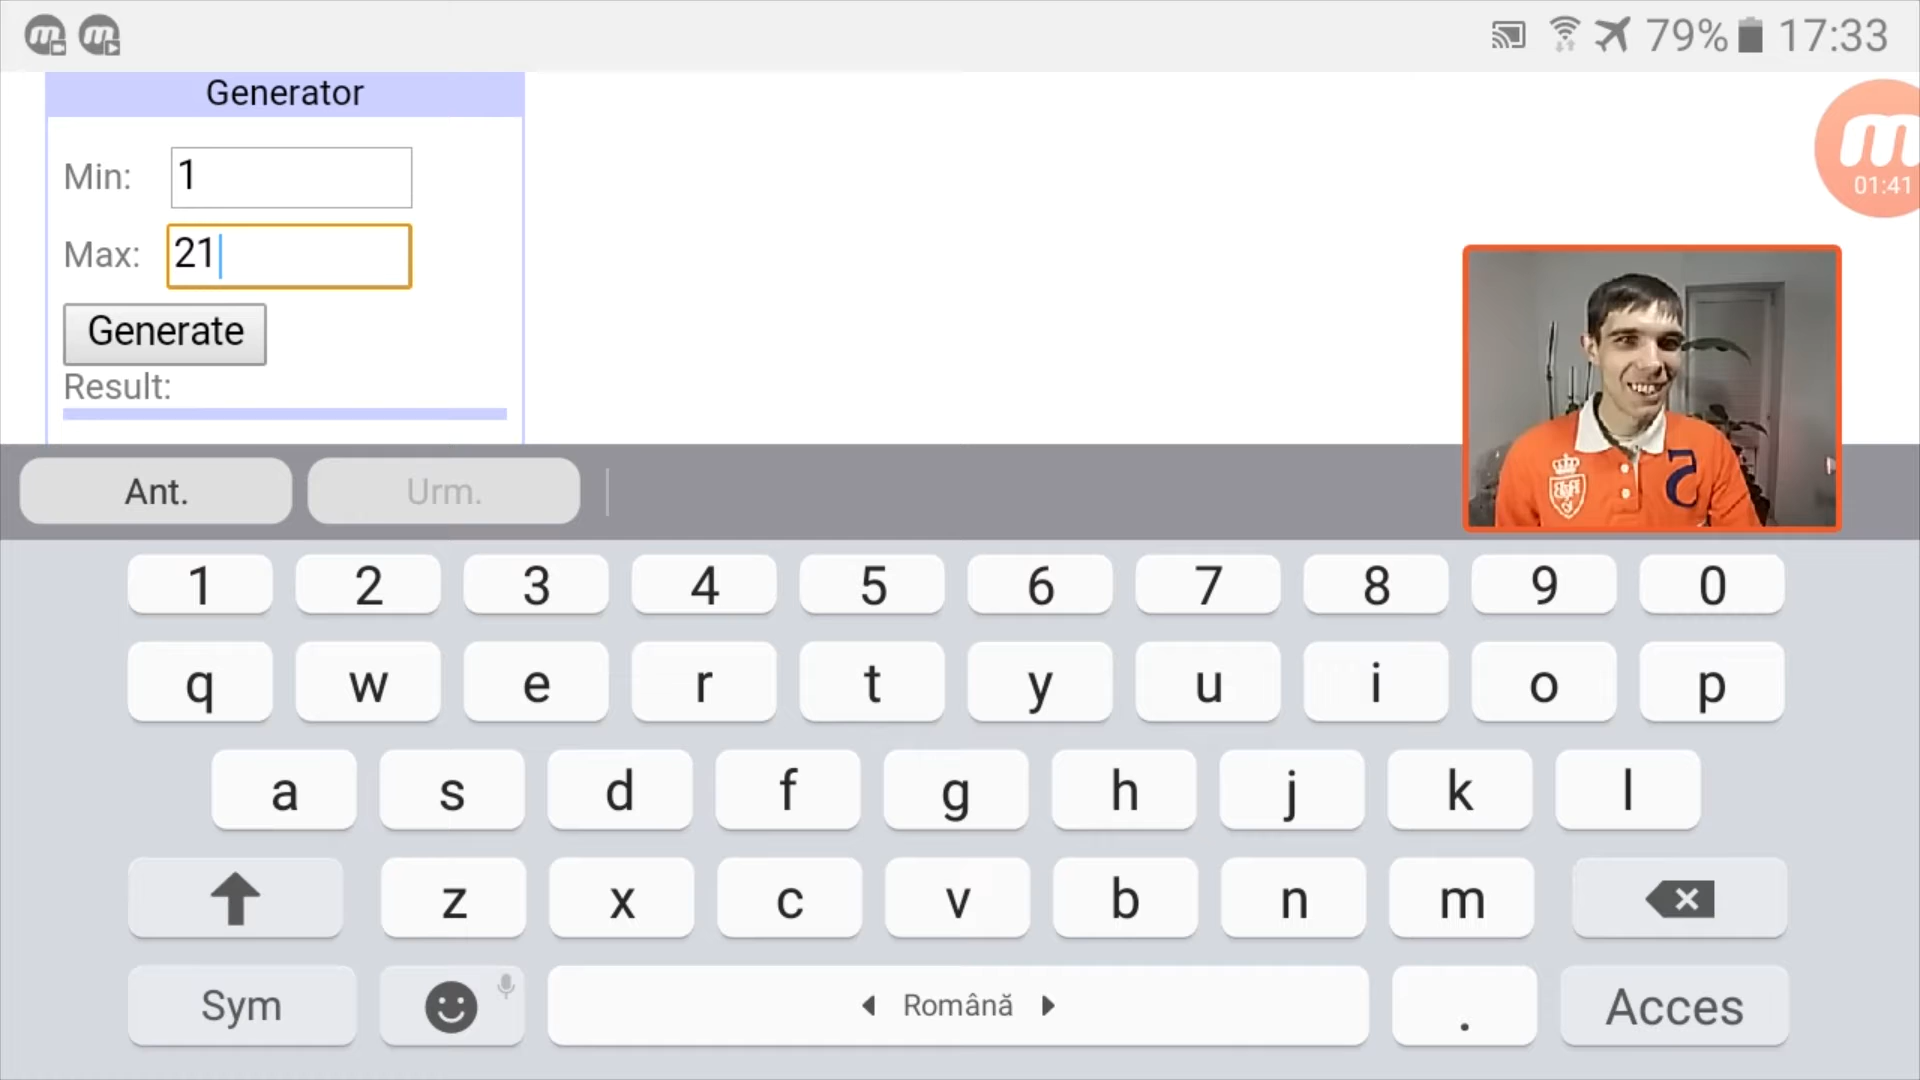 79% 17:33
Generator
m
01:41
Min: 1
Max: 21
Generate
Result:
Ant. Urm.
1 2 3 4 5 6 7 8 9 0
q w e r t y u i o p
a s d f g h j k l
z x c v b n m
Sym Română . Acces